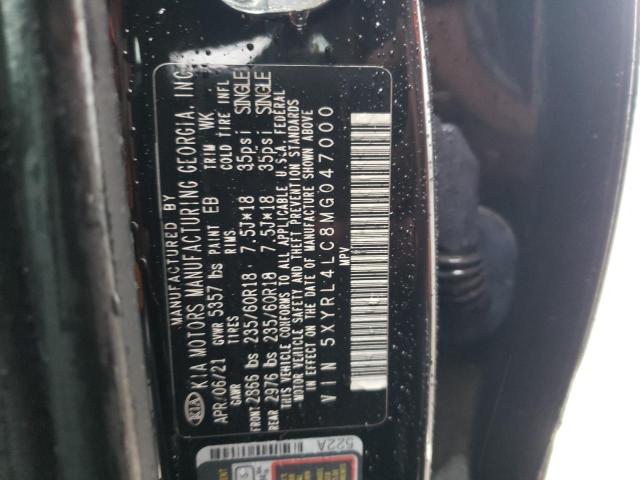 MANUFACTURED BY
KIA MOTORS MANUFACTURING GEORGIA, INC.
KIA
APR/06/21 GVWR 5357 lbs PAINT EB TRIM WK
GAWR TIRES RIMS COLD TIRE INFL
FRONT 2866 lbs 235/60R18 7.5J*18 35psi SINGLE
REAR 2976 lbs 235/60R18 7.5J*18 35psi SINGLE
THIS VEHICLE CONFORMS TO ALL APPLICABLE U.S.A. FEDERAL
MOTOR VEHICLE SAFETY AND THEFT PREVENTION STANDARDS
IN EFFECT ON THE DATE OF MANUFACTURE SHOWN ABOVE
VIN 5XYRL4LC8MG047000
MPV
522A